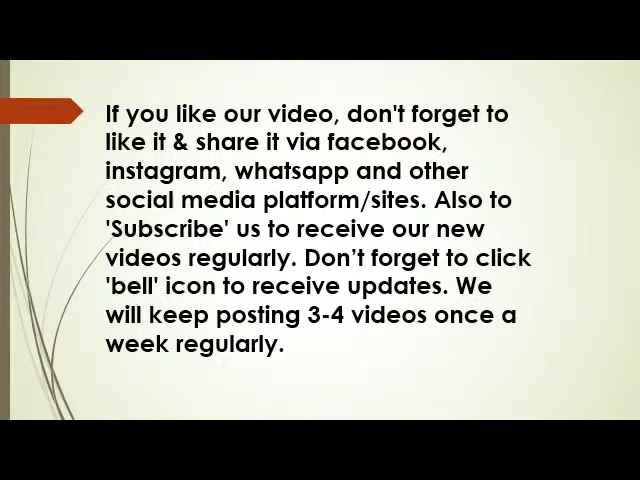 If you like our video, don't forget to
like it & share it via facebook,
instagram, whatsapp and other
social media platform/sites. Also to
'Subscribe' us to receive our new
videos regularly. Don’t forget to click
'bell' icon to receive updates. We
will keep posting 3-4 videos once a
week regularly.